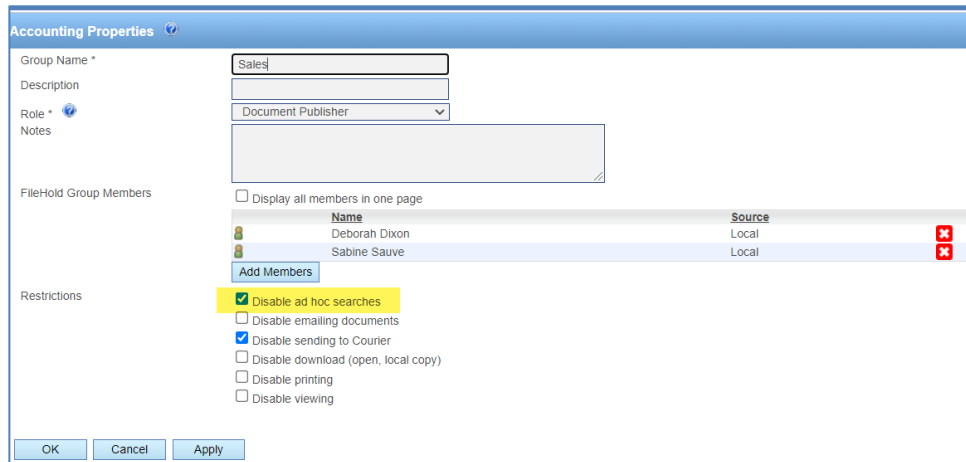 Accounting Properties
Group Name *
Sales
Description
Role *
Document Publisher
Notes
FileHold Group Members
Display all members in one page
Name Source
Deborah Dixon Local
Sabine Sauve Local
Add Members
Restrictions
Disable ad hoc searches
Disable emailing documents
Disable sending to Courier
Disable download (open, local copy)
Disable printing
Disable viewing
OK Cancel Apply